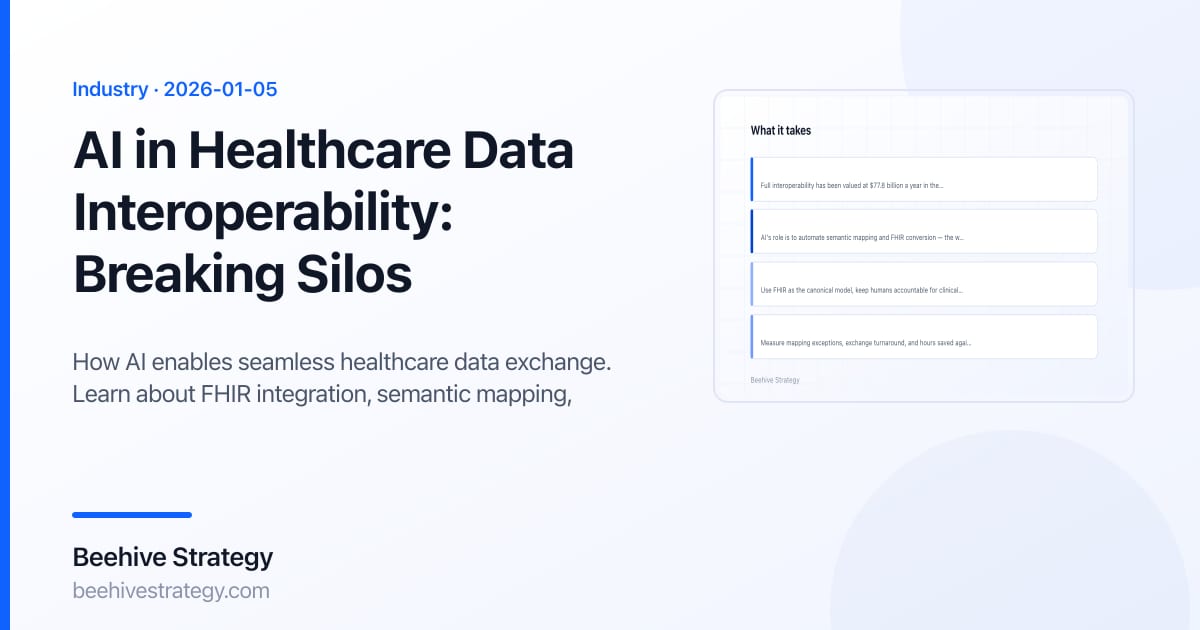 Industry · 2026-01-05
AI in Healthcare Data
Interoperability:
Breaking Silos
How AI enables seamless healthcare data exchange.
Learn about FHIR integration, semantic mapping,
Beehive Strategy
beehivestrategy.com
What it takes
Full interoperability has been valued at $77.8 billion a year in the...
AI's role is to automate semantic mapping and FHIR conversion — the w...
Use FHIR as the canonical model, keep humans accountable for clinical...
Measure mapping exceptions, exchange turnaround, and hours saved agai...
Beehive Strategy